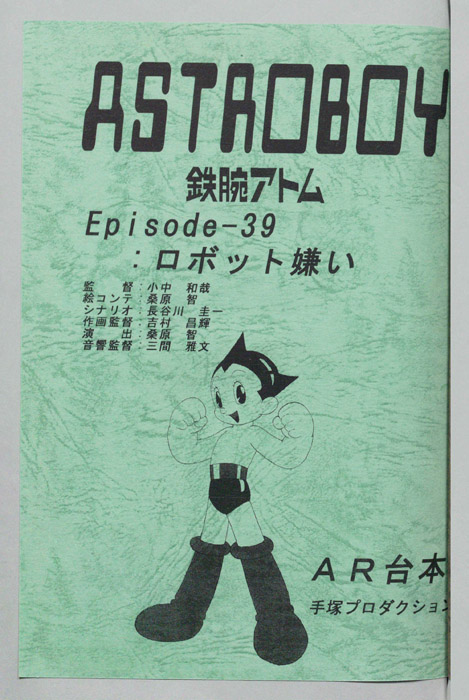 ASTROBOY
鉄腕アトム
Episode-39
:ロボット嫌い
監　　督:小中　和哉
絵コンテ:桑原　智
シナリオ:長谷川　圭一
作画監督:吉村　昌輝
演　　出:桑原　智
音響監督:三間　雅文
AR台本
手塚プロダクション